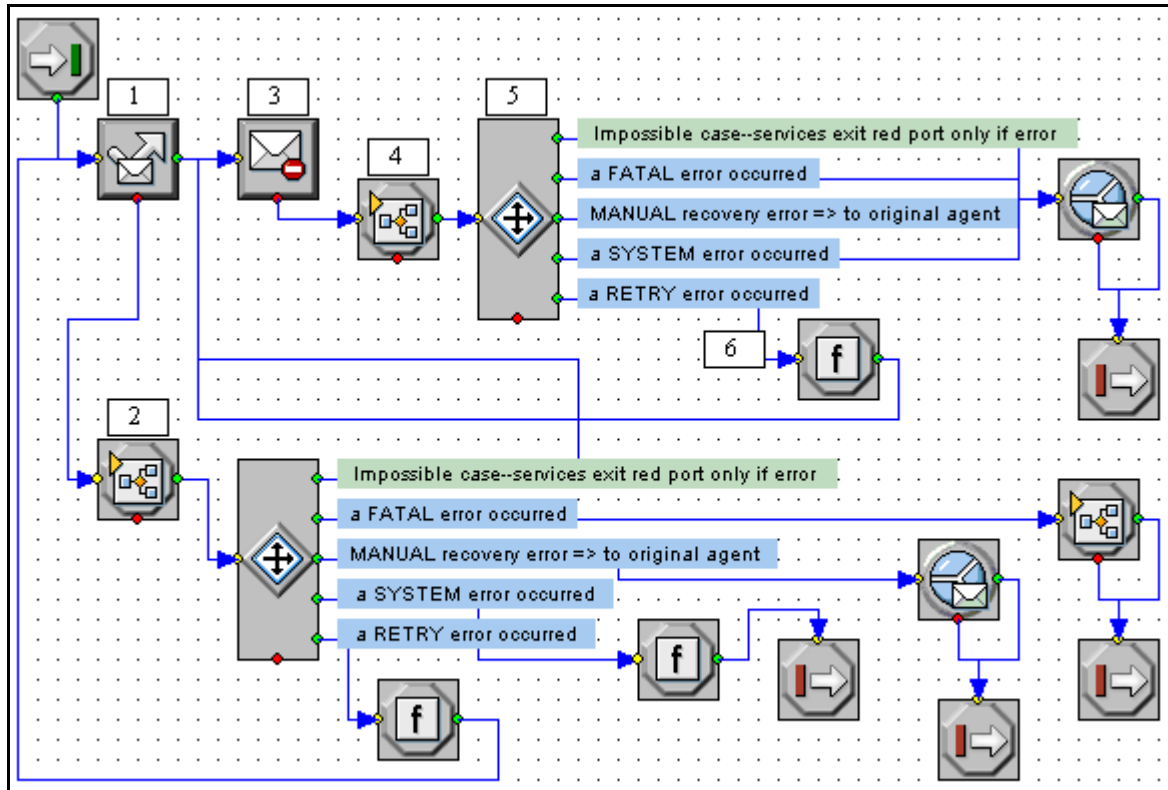 1
3
5
Impossible case--services exit red port only if error
4
a FATAL error occurred
MANUAL recovery error => to original agent
a SYSTEM error occurred
a RETRY error occurred
6
f
2
Impossible case--services exit red port only if error
a FATAL error occurred
MANUAL recovery error => to original agent
a SYSTEM error occurred
a RETRY error occurred
f
f